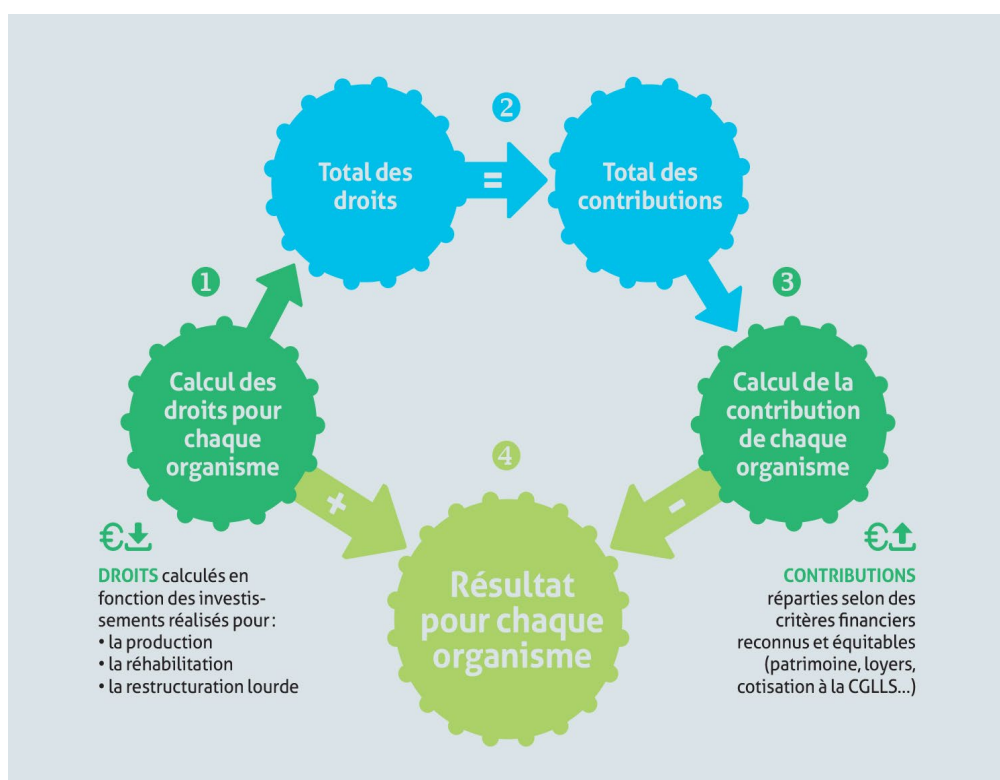 2
Total des
droits
=
Total des
contributions
1
3
Calcul des
droits pour
chaque
organisme
Calcul de la
contribution
de chaque
organisme
4
+
-
Résultat
pour chaque
organisme
€
DROITS calculés en
fonction des investis-
sements réalisés pour :
• la production
• la réhabilitation
• la restructuration lourde
€
CONTRIBUTIONS
réparties selon des
critères financiers
reconnus et équitables
(patrimoine, loyers,
cotisation à la CGLLS...)